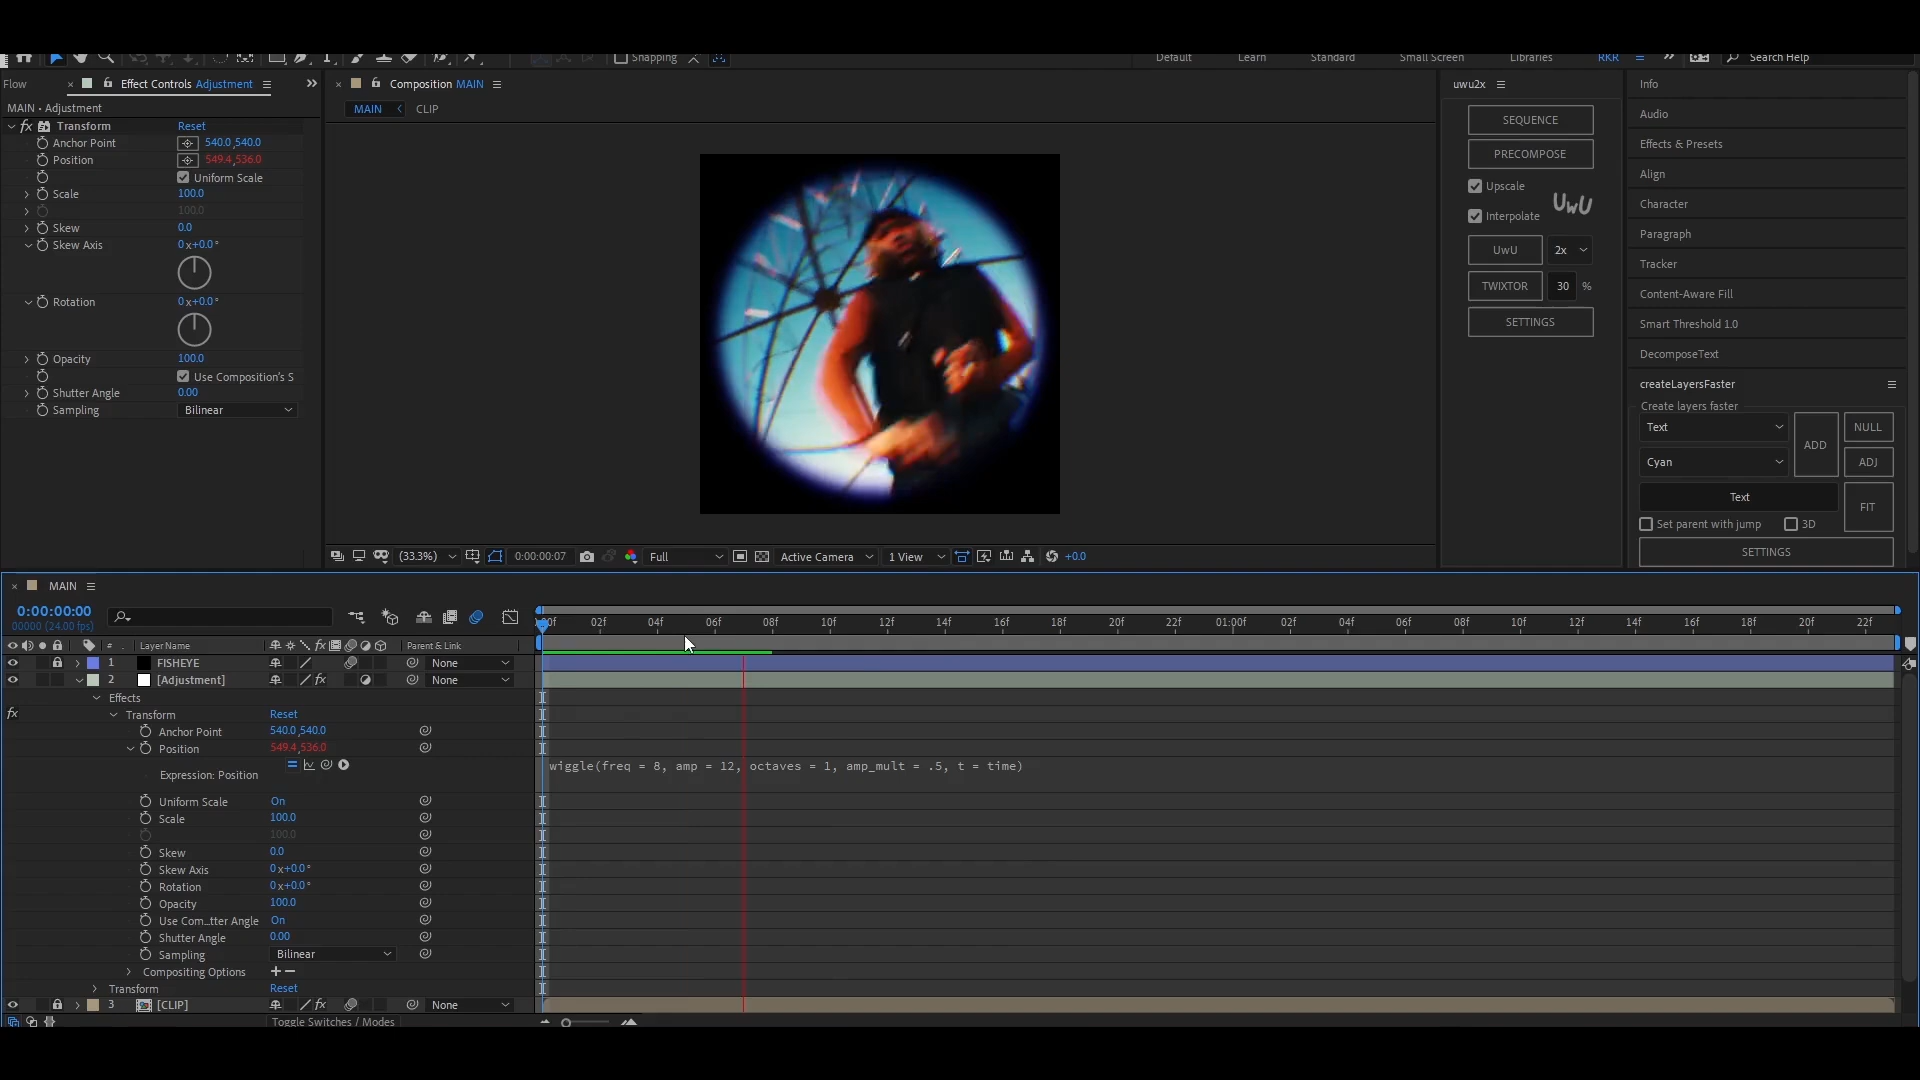 Snapping
Default Learn Standard Small Screen Libraries RKR Search Help
Flow Effect Controls Adjustment
MAIN • Adjustment
fx Transform Reset
Anchor Point 540.0,540.0
Position 549.4,536.0
Uniform Scale
Scale 100.0
100.0
Skew 0.0
Skew Axis 0x+0.0°
Rotation 0x+0.0°
Opacity 100.0
Use Composition's S
Shutter Angle 0.00
Sampling Bilinear
Composition MAIN
MAIN CLIP
(33.3%) 0:00:00:07 Full Active Camera 1 View +0.0
uwu2x
SEQUENCE
PRECOMPOSE
Upscale
Interpolate
UwU
UwU 2x
TWIXTOR 30 %
SETTINGS
Info
Audio
Effects & Presets
Align
Character
Paragraph
Tracker
Content-Aware Fill
Smart Threshold 1.0
DecomposeText
createLayersFaster
Create layers faster
Text ADD NULL
Cyan ADJ
Text FIT
Set parent with jump 3D
SETTINGS
MAIN
0:00:00:00
00000 (24.00 fps)
:00f 02f 04f 06f 08f 10f 12f 14f 16f 18f 20f 22f 01:00f 02f 04f 06f 08f 10f 12f 14f 16f 18f 20f 22f
# . Layer Name fx Parent & Link
1 FISHEYE None
2 [Adjustment] fx None
Effects
fx Transform Reset
Anchor Point 540.0,540.0
Position 549.4,536.0
Expression: Position wiggle(freq = 8, amp = 12, octaves = 1, amp_mult = .5, t = time)
Uniform Scale On
Scale 100.0
100.0
Skew 0.0
Skew Axis 0x+0.0°
Rotation 0x+0.0°
Opacity 100.0
Use Com...tter Angle On
Shutter Angle 0.00
Sampling Bilinear
Compositing Options + −
Transform Reset
3 [CLIP] fx None
Toggle Switches / Modes